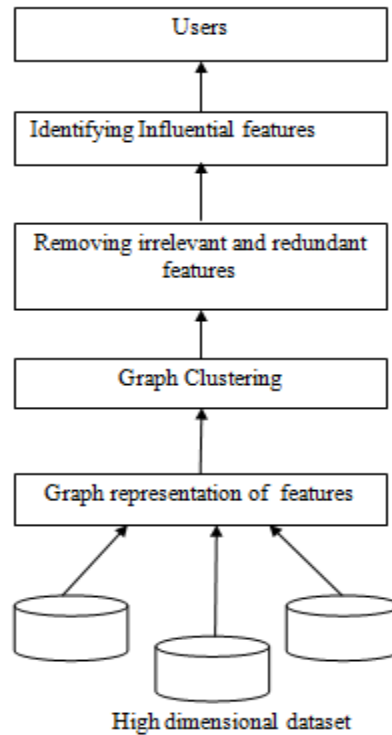 Users
Identifying Influential features
Removing irrelevant and redundant
features
Graph Clustering
Graph representation of features
High dimensional dataset